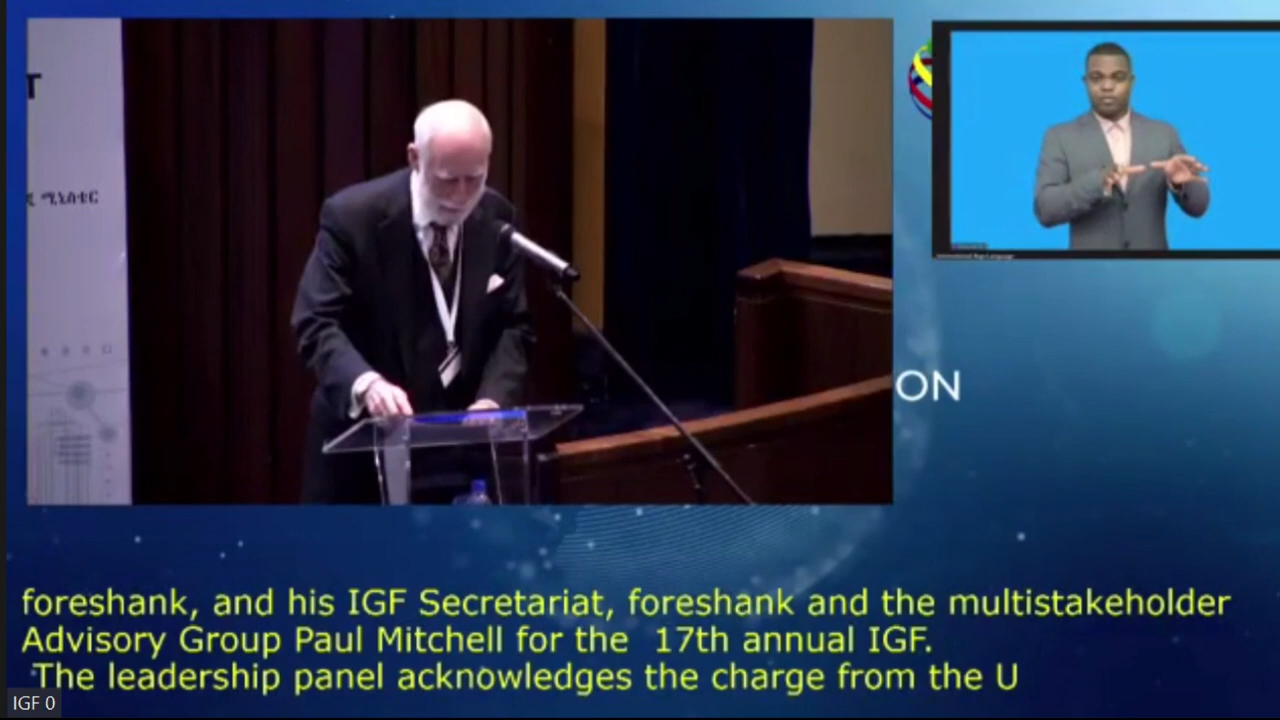 T
ሚኒስቴር
ON
foreshank, and his IGF Secretariat, foreshank and the multistakeholder
Advisory Group Paul Mitchell for the 17th annual IGF.
The leadership panel acknowledges the charge from the U
IGF 0